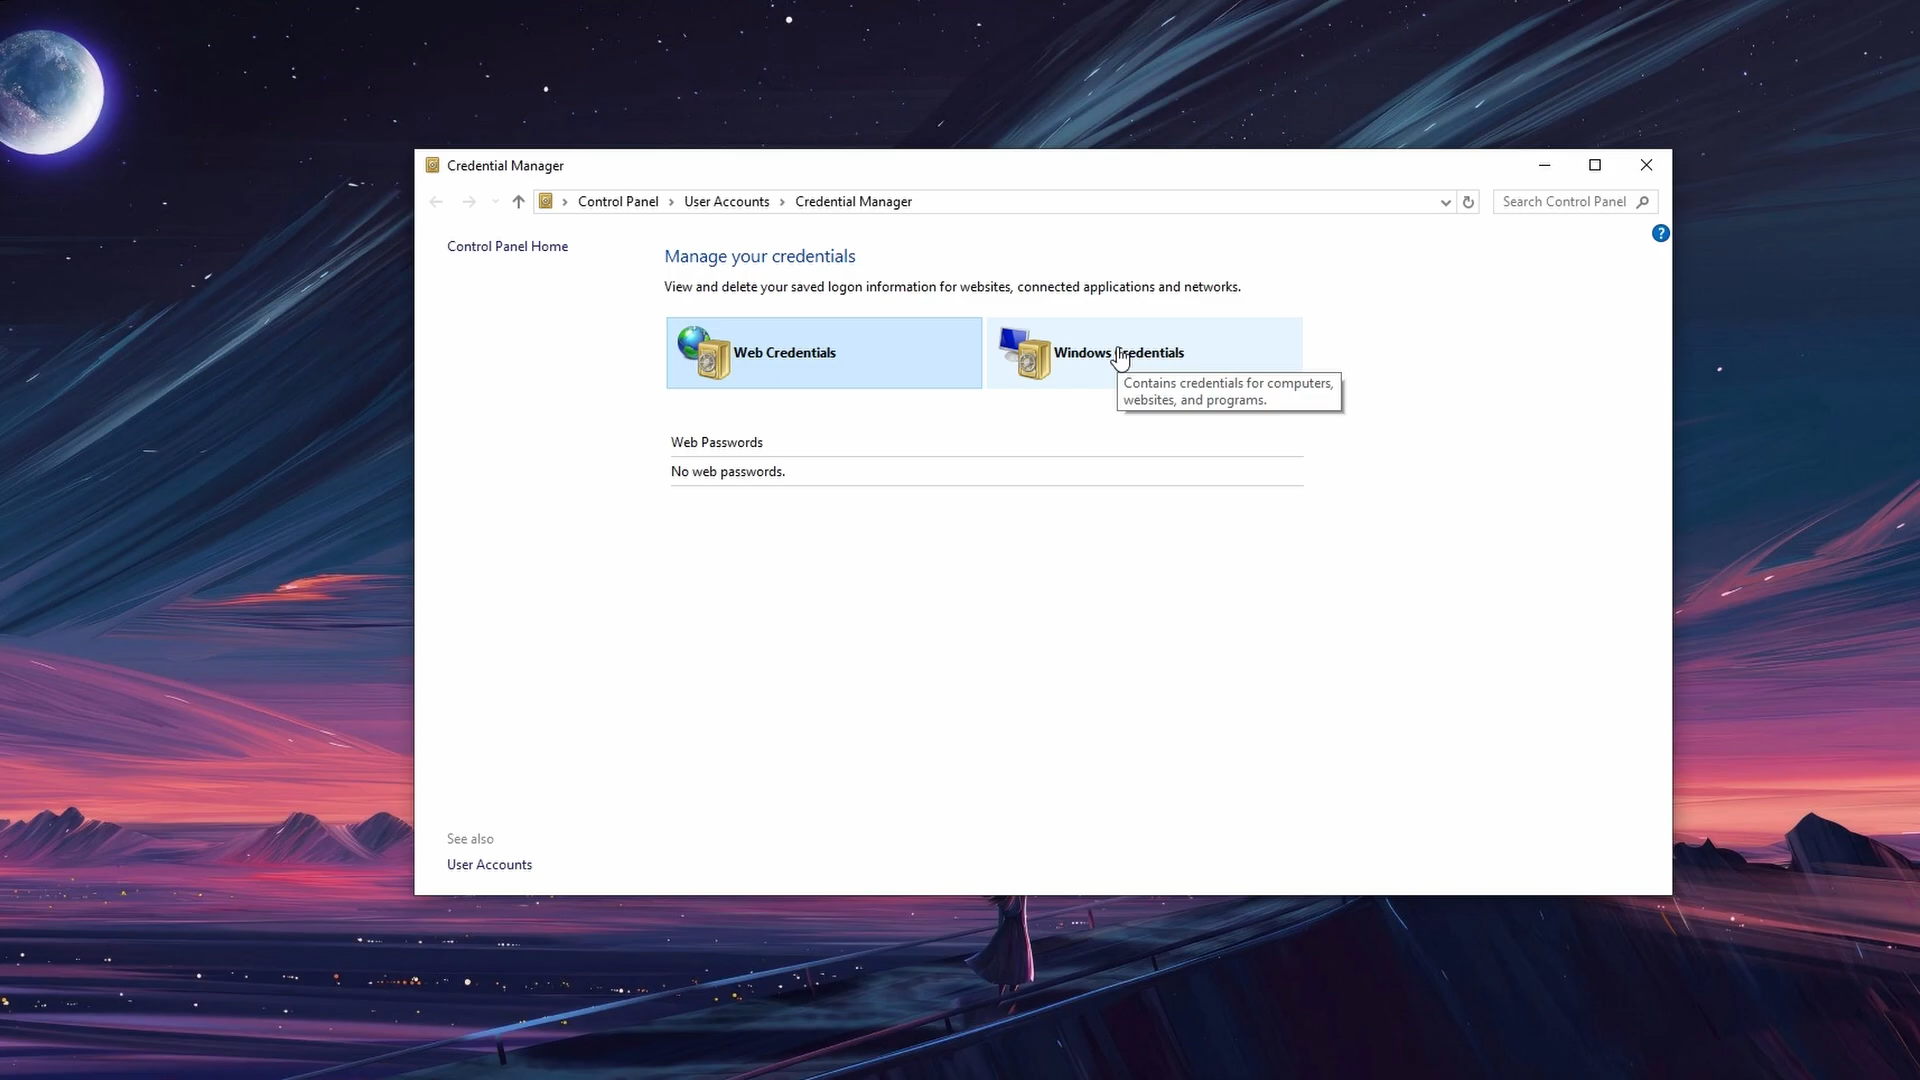 Credential Manager
Control Panel
User Accounts
Credential Manager
Search Control Panel
?
Control Panel Home
Manage your credentials
View and delete your saved logon information for websites, connected applications and networks.
Web Credentials
Windows Credentials
Contains credentials for computers,
websites, and programs.
Web Passwords
No web passwords.
See also
User Accounts